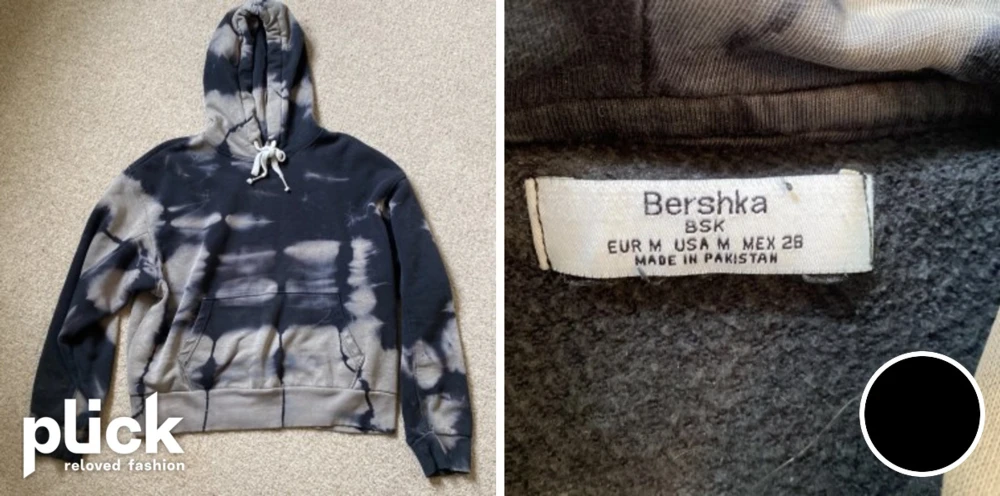 plick
reloved fashion
Bershka
BSK
EUR M USA M MEX 28
MADE IN PAKISTAN